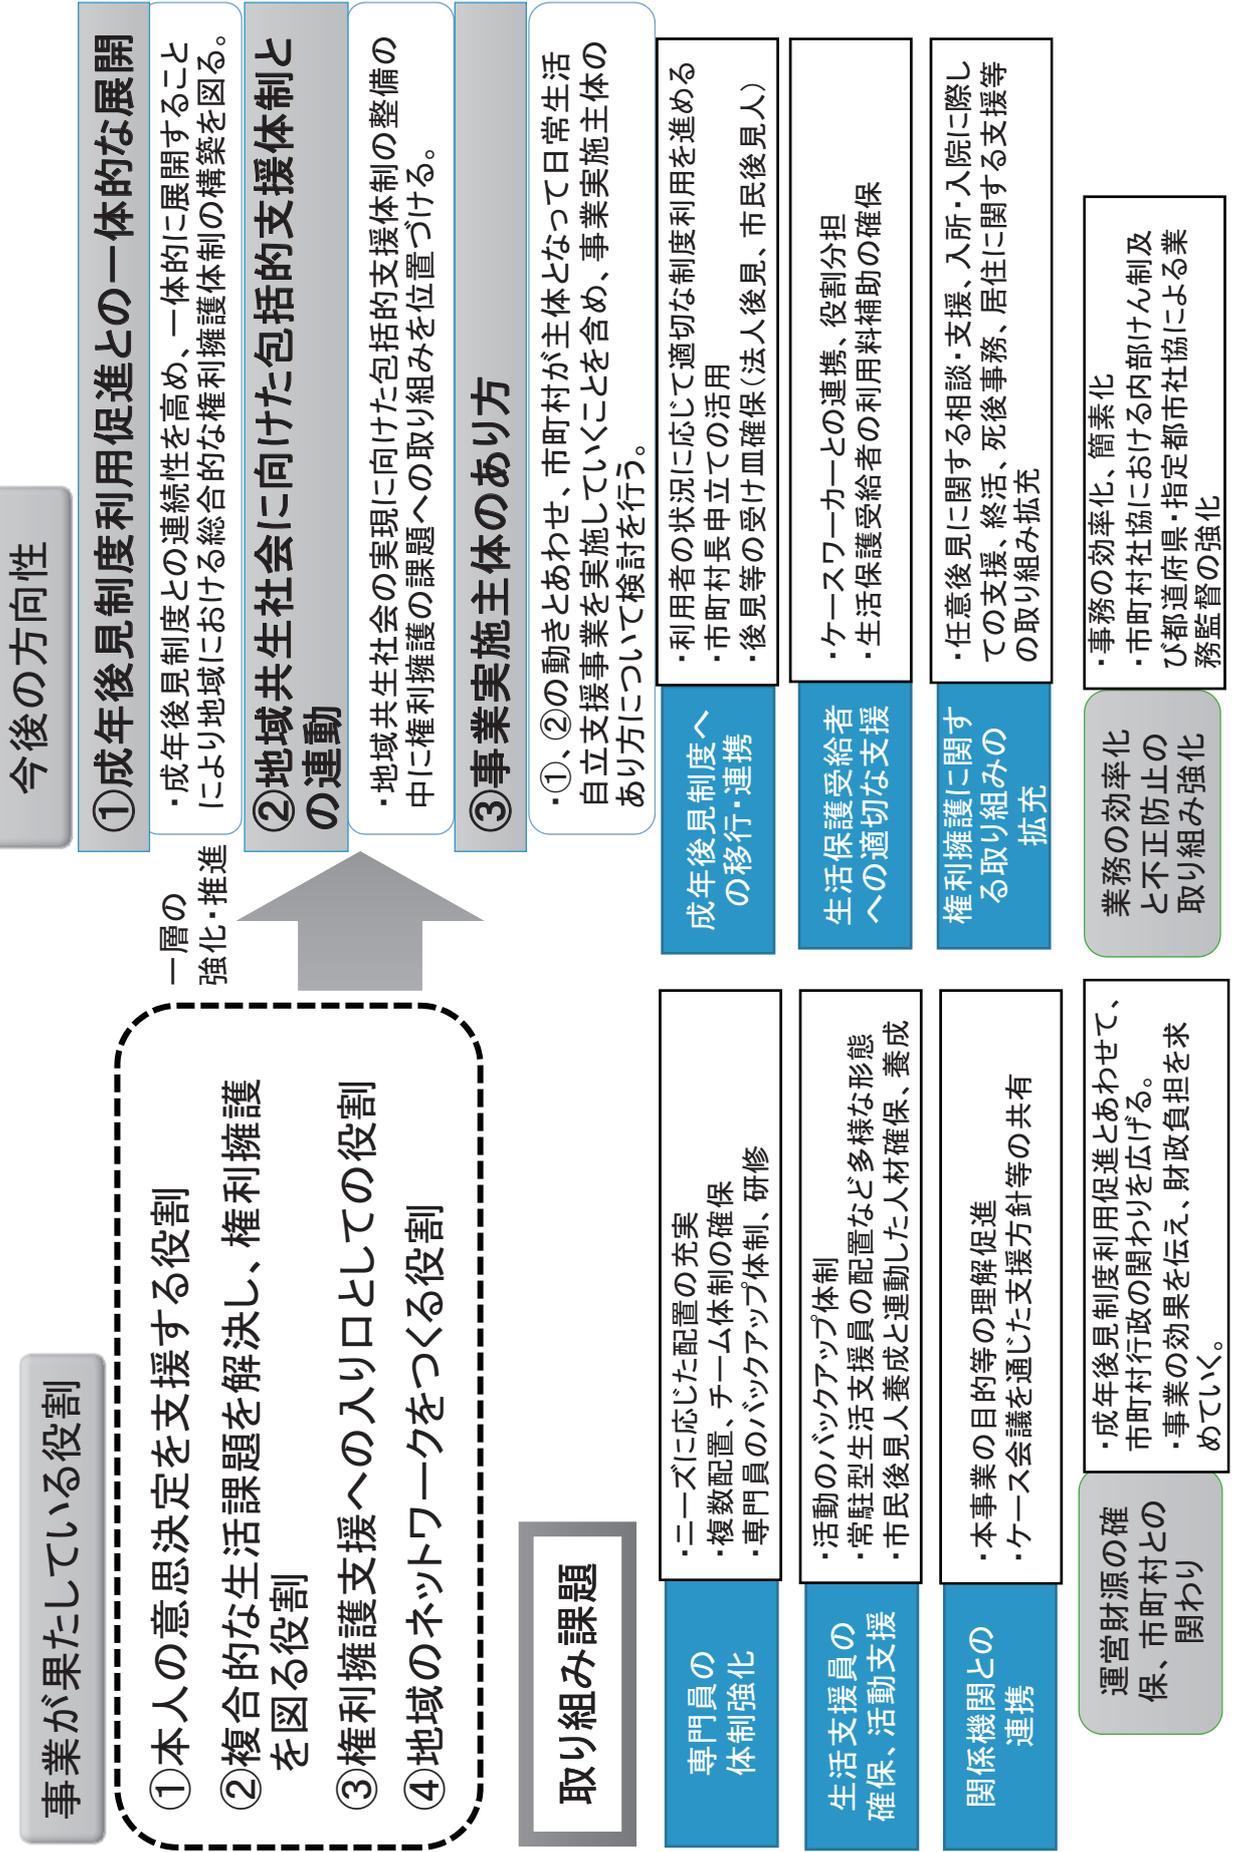 事業が果たしている役割
①本人の意思決定を支援する役割
②複合的な生活課題を解決し、権利擁護
を図る役割
③権利擁護支援への入り口としての役割
④地域のネットワークをつくる役割
一層の
強化・推進
今後の方向性
①成年後見制度利用促進との一体的な展開
・成年後見制度との連続性を高め、一体的に展開すること
により地域における総合的な権利擁護体制の構築を図る。
②地域共生社会に向けた包括的支援体制と
の連動
・地域共生社会の実現に向けた包括的支援体制の整備の
中に権利擁護の課題への取り組みを位置づける。
③事業実施主体のあり方
・①、②の動きとあわせ、市町村が主体となって日常生活
自立支援事業を実施していくことを含め、事業実施主体の
あり方について検討を行う。
取り組み課題
専門員の
体制強化
・ニーズに応じた配置の充実
・複数配置、チーム体制の確保
・専門員のバックアップ体制、研修
生活支援員の
確保、活動支援
・活動のバックアップ体制
・常駐型生活支援員の配置など多様な形態
・市民後見人養成と連動した人材確保、養成
関係機関との
連携
・本事業の目的等の理解促進
・ケース会議を通じた支援方針等の共有
運営財源の確
保、市町村との
関わり
・成年後見制度利用促進とあわせて、
市町村行政の関わりを広げる。
・事業の効果を伝え、財政負担を求
めていく。
成年後見制度へ
の移行・連携
・利用者の状況に応じて適切な制度利用を進める
・市町村長申立ての活用
・後見等の受け皿確保（法人後見、市民後見人）
生活保護受給者
への適切な支援
・ケースワーカーとの連携、役割分担
・生活保護受給者の利用料補助の確保
権利擁護に関す
る取り組みの
拡充
・任意後見に関する相談・支援、入所・入院に際し
ての支援、終活、死後事務、居住に関する支援等
の取り組み拡充
業務の効率化
と不正防止の
取り組み強化
・事務の効率化、簡素化
・市町村社協における内部けん制及
び都道府県・指定都市社協による業
務監督の強化